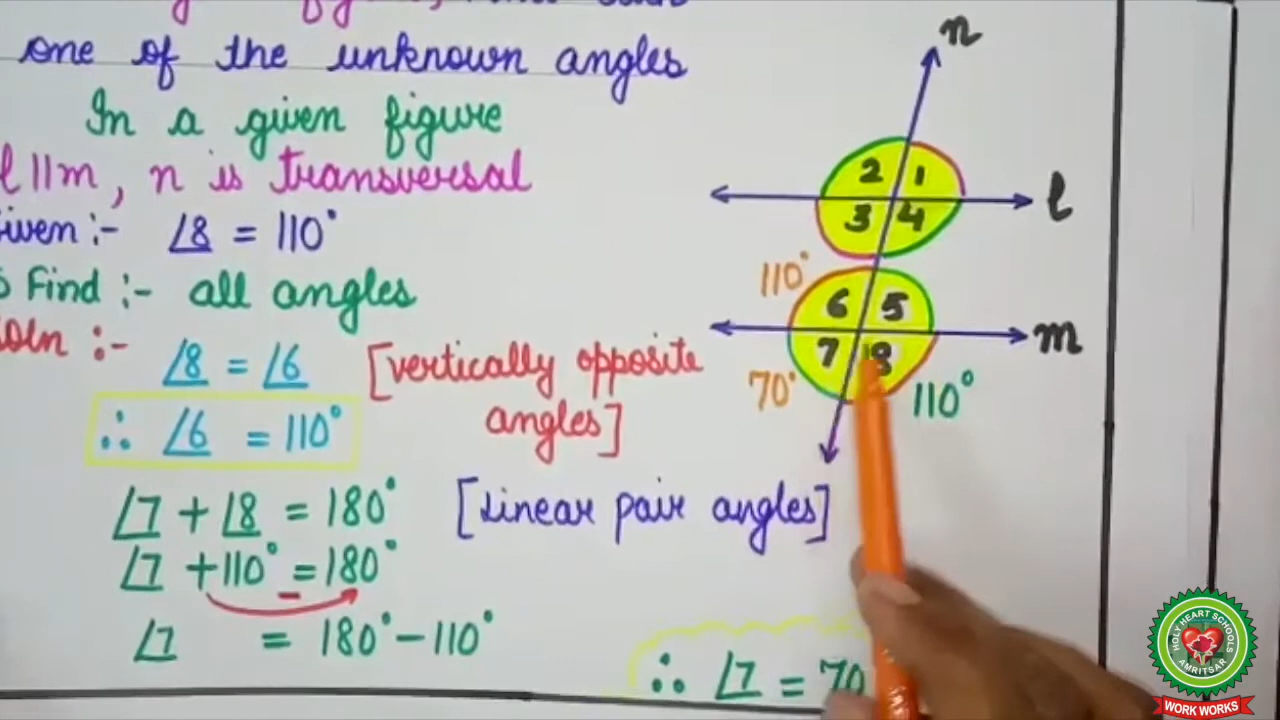 one of the unknown angles
In a given figure
l || m, n is transversal
Given :- ∠8 = 110°
Find :- all angles
Soln :-
∠8 = ∠6 [vertically opposite
angles]
∴ ∠6 = 110°
∠7 + ∠8 = 180° [Linear pair angles]
∠7 + 110° = 180°
∠7 = 180° - 110°
∴ ∠7 = 70
n
2 1
3 4
l
110°
6 5
m
7 8
70° 110°
HOLY HEART SCHOOLS
AMRITSAR
WORK WORKS